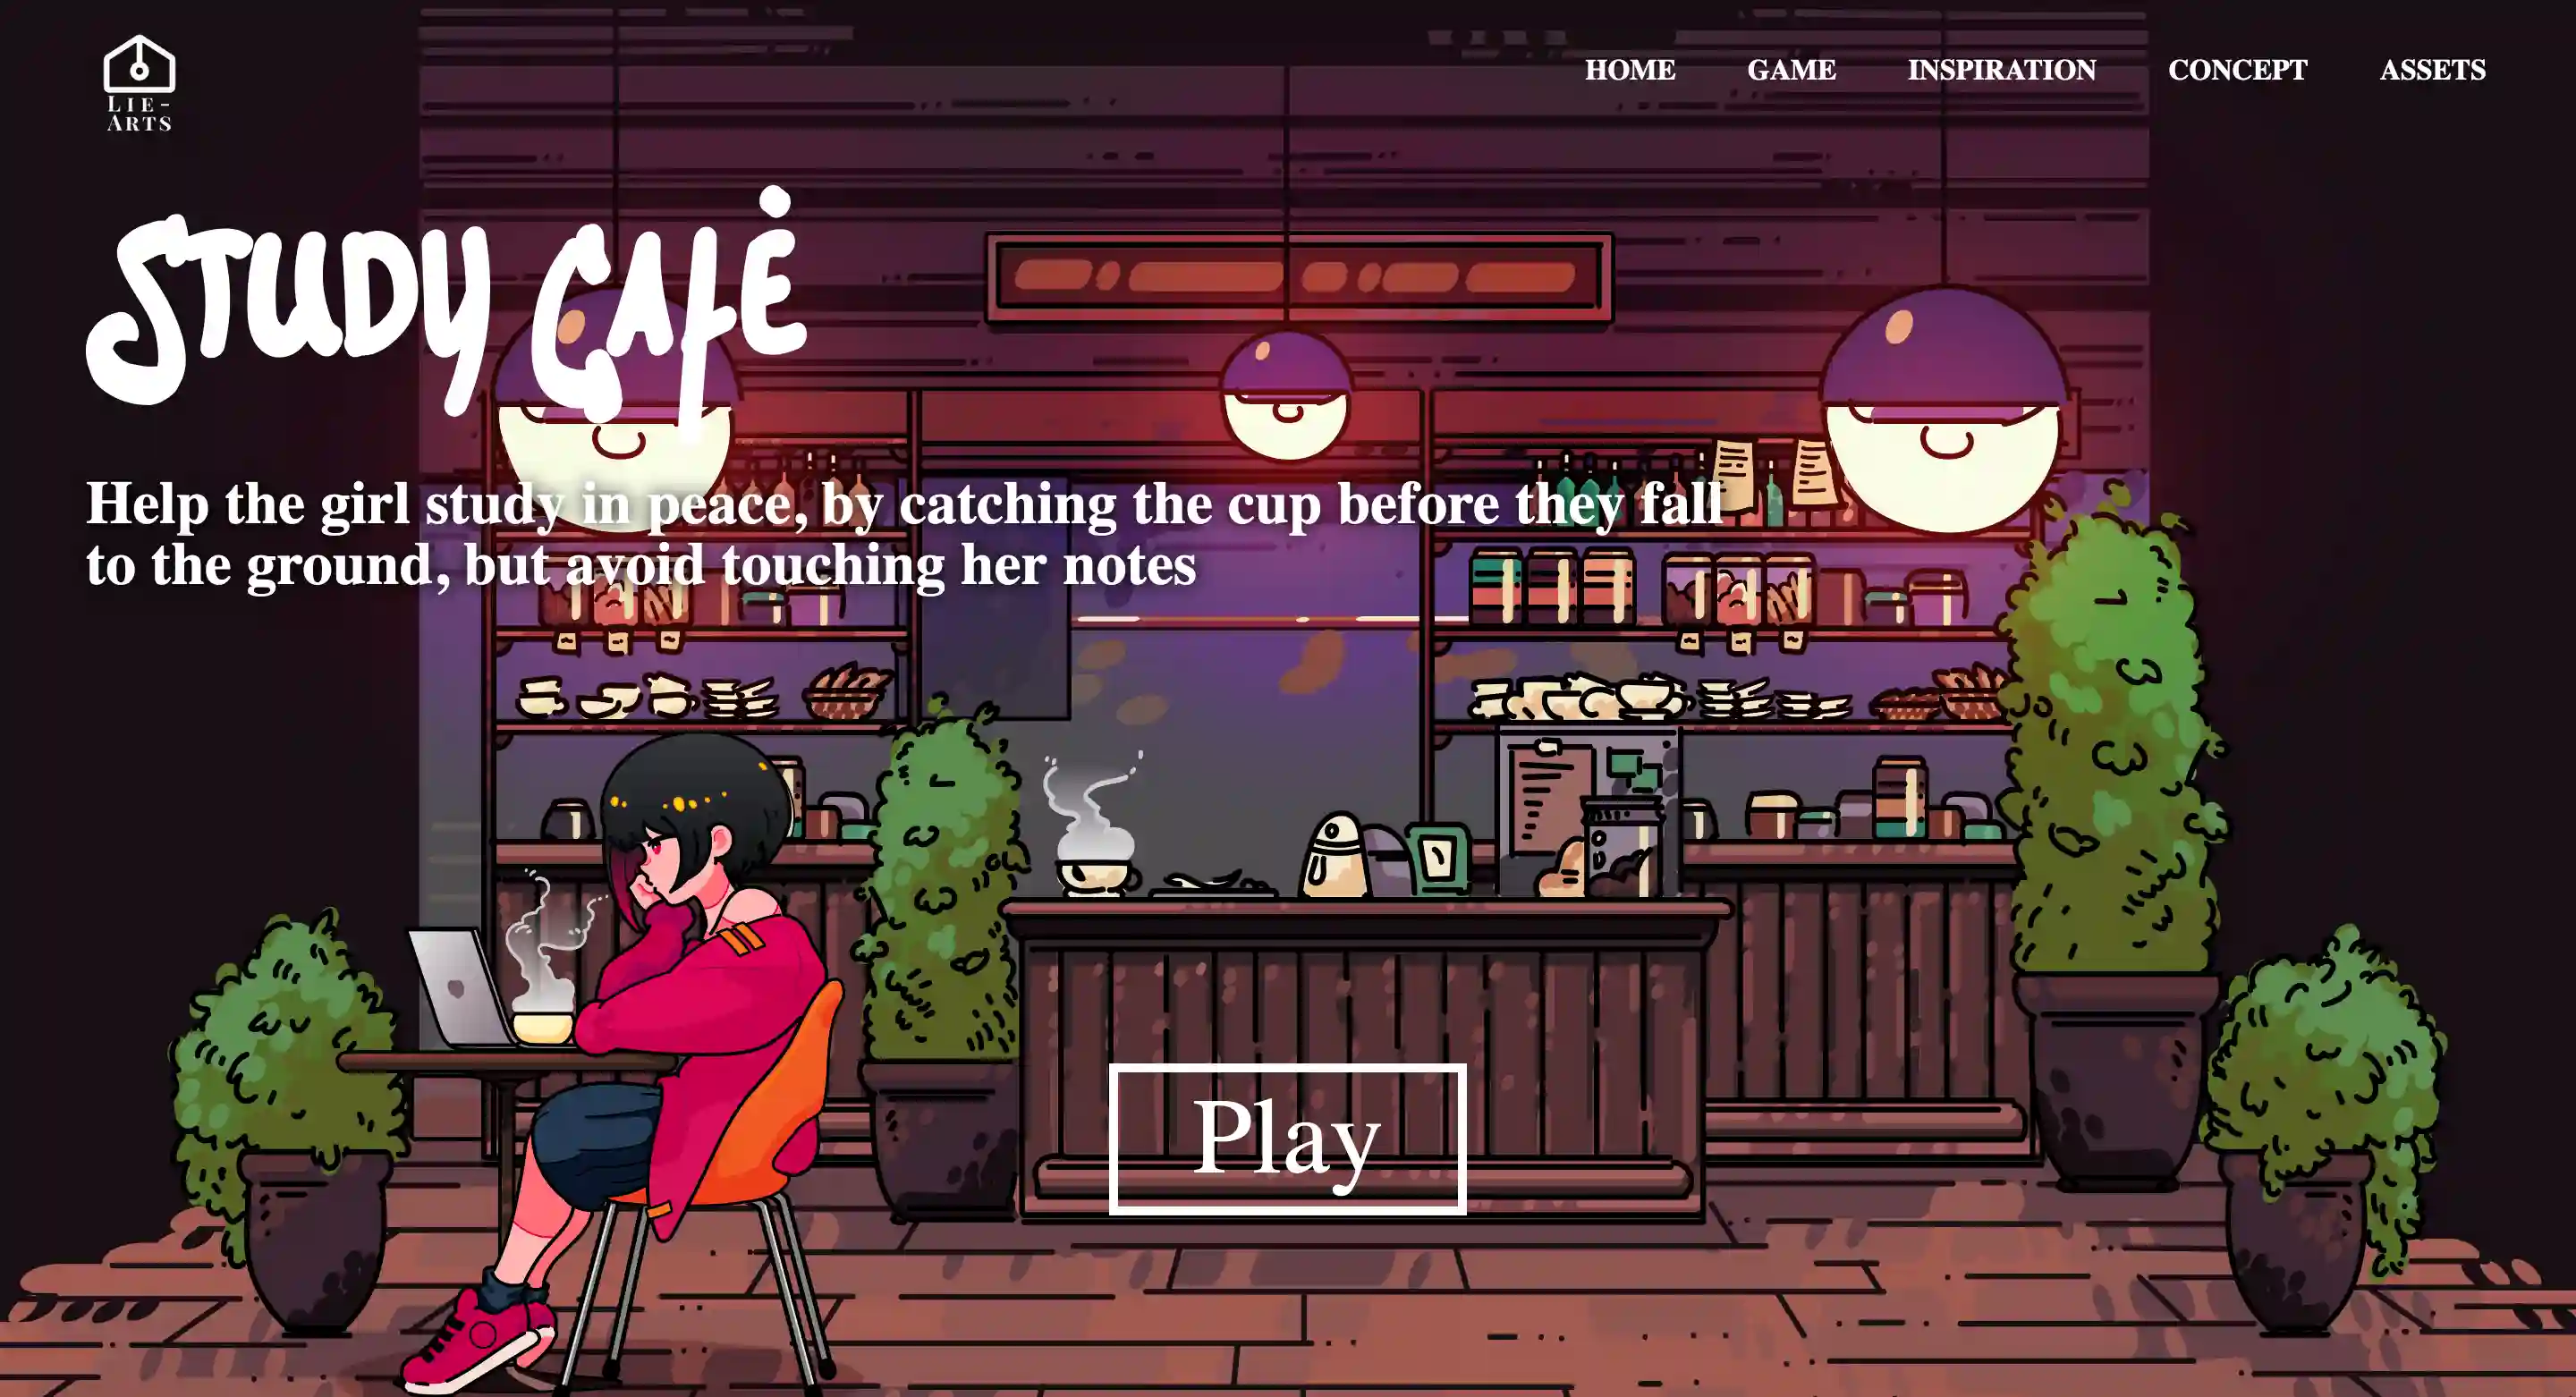 LIE-
ARTS
HOME GAME INSPIRATION CONCEPT ASSETS
STUDY CAFĖ
Help the girl study in peace, by catching the cup before they fall
to the ground, but avoid touching her notes
Play